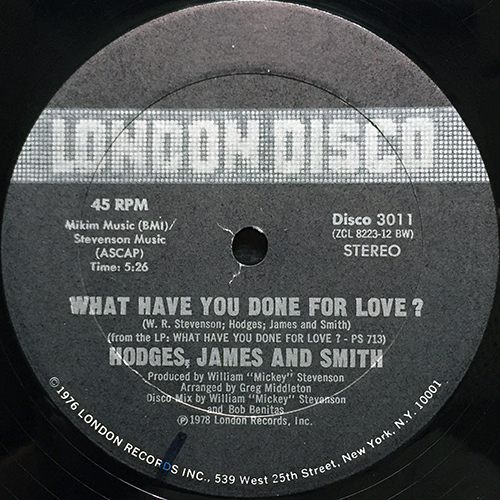 LONDON DISCO
45 RPM
Mikim Music (BMI)/
Stevenson Music
(ASCAP)
Time: 5:26
Disco 3011
(ZCL 8223-12 BW)
STEREO
WHAT HAVE YOU DONE FOR LOVE ?
(W. R. Stevenson; Hodges; James and Smith)
(from the LP: WHAT HAVE YOU DONE FOR LOVE ? - PS 713)
HODGES, JAMES AND SMITH
Produced by William "Mickey" Stevenson
Arranged by Greg Middleton
Disco Mix by William "Mickey" Stevenson
and Bob Benitas
℗ 1978 London Records, Inc.
© 1976 LONDON RECORDS INC., 539 West 25th Street, New York, N.Y. 10001